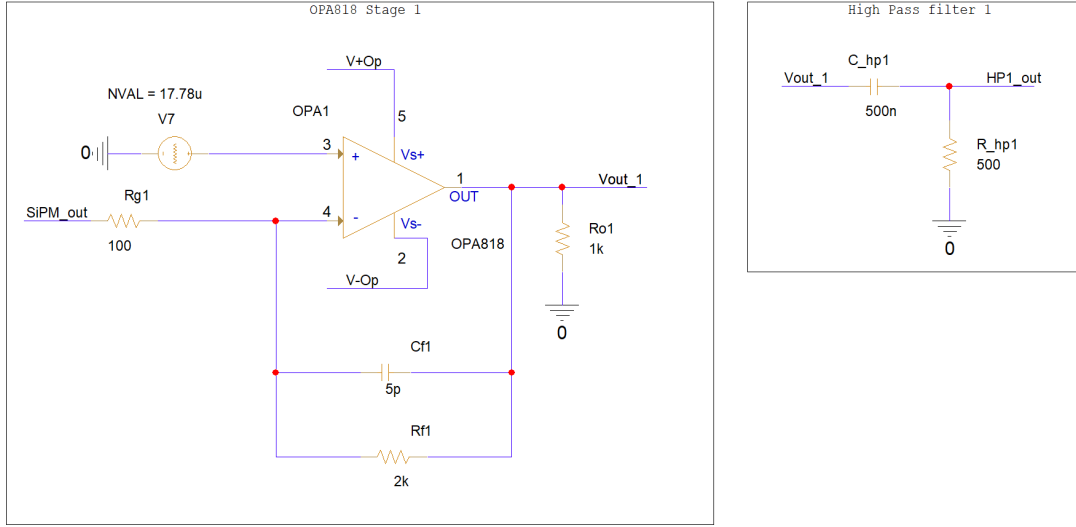 OPA818 Stage 1
V+Op
NVAL = 17.78u
V7
OPA1
5
0
3
+
Vs+
1
Vout_1
OUT
Rg1
SiPM_out
4
-
Vs-
100
2
OPA818
Ro1
1k
V-Op
0
Cf1
5p
Rf1
2k
High Pass filter 1
C_hp1
Vout_1
HP1_out
500n
R_hp1
500
0